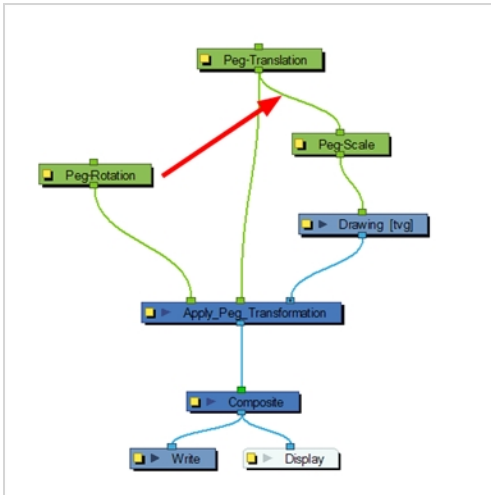 Peg-Translation
Peg-Scale
Peg-Rotation
Drawing [tvg]
Apply_Peg_Transformation
Composite
Write
Display